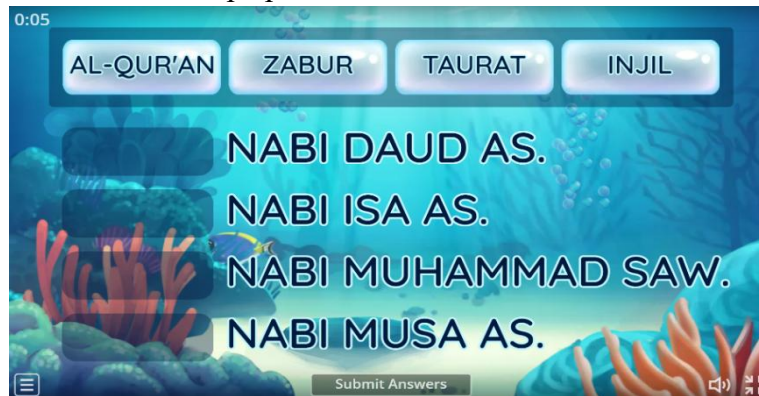 0:05
AL-QUR'AN ZABUR TAURAT INJIL
NABI DAUD AS.
NABI ISA AS.
NABI MUHAMMAD SAW.
NABI MUSA AS.
Submit Answers